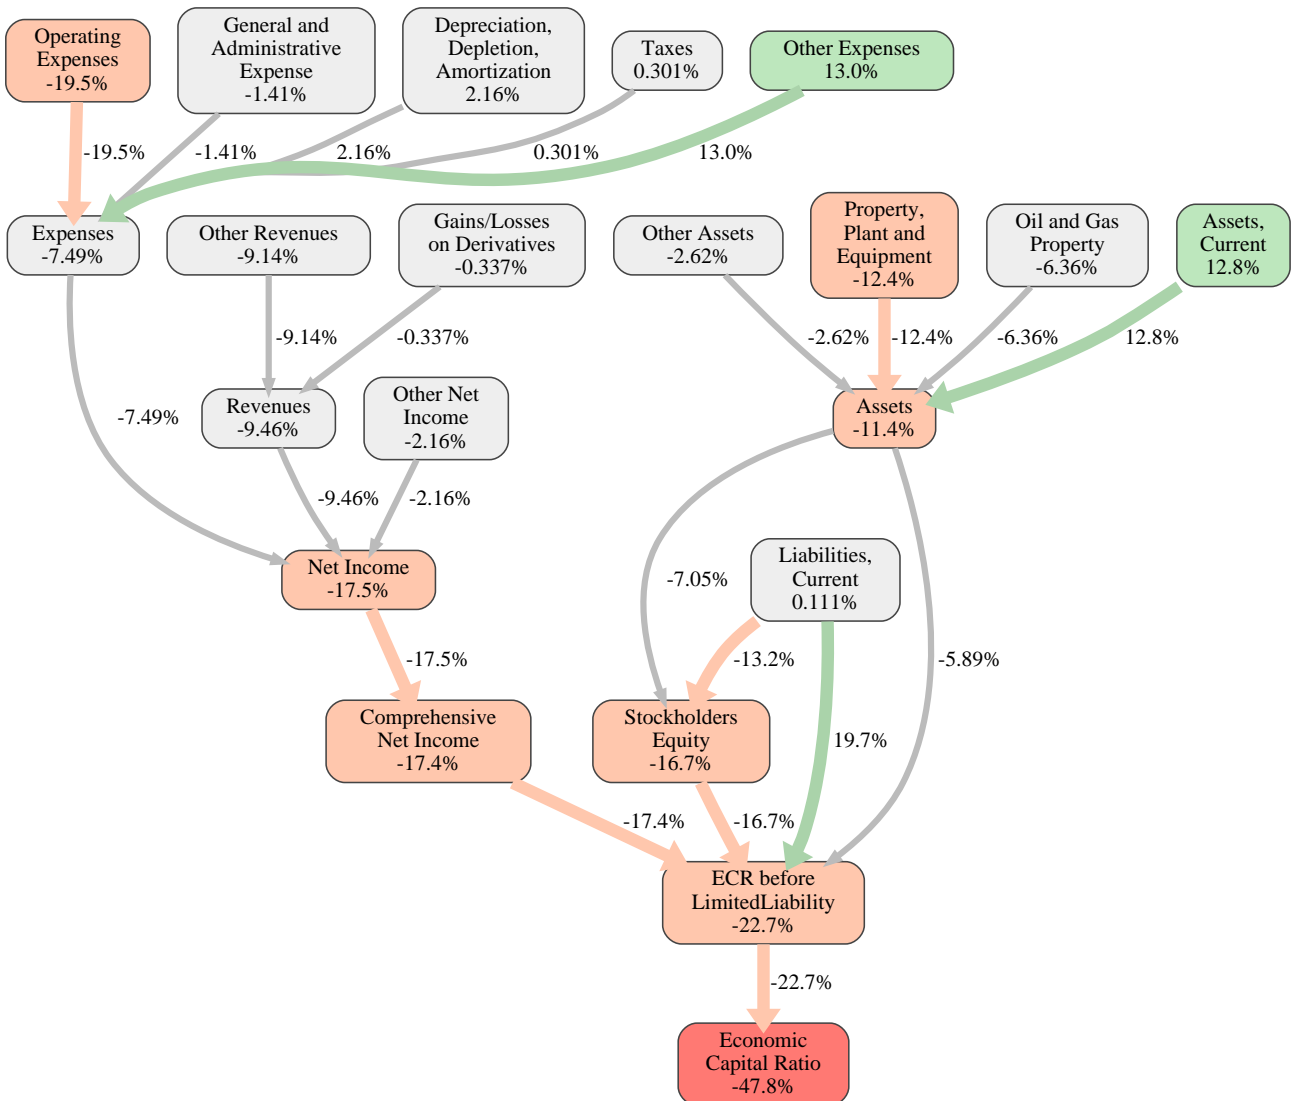 Operating
Expenses
-19.5%
General and
Administrative
Expense
-1.41%
Depreciation,
Depletion,
Amortization
2.16%
Taxes
0.301%
Other Expenses
13.0%
-19.5%
-1.41%
2.16%
0.301%
13.0%
Expenses
-7.49%
Other Revenues
-9.14%
Gains/Losses
on Derivatives
-0.337%
Other Assets
-2.62%
Property,
Plant and
Equipment
-12.4%
Oil and Gas
Property
-6.36%
Assets,
Current
12.8%
-9.14%
-0.337%
-2.62%
-12.4%
-6.36%
12.8%
-7.49%
Revenues
-9.46%
Other Net
Income
-2.16%
Assets
-11.4%
-9.46%
-2.16%
Net Income
-17.5%
-7.05%
Liabilities,
Current
0.111%
-17.5%
-13.2%
-5.89%
Comprehensive
Net Income
-17.4%
Stockholders
Equity
-16.7%
19.7%
-17.4%
-16.7%
ECR before
LimitedLiability
-22.7%
-22.7%
Economic
Capital Ratio
-47.8%